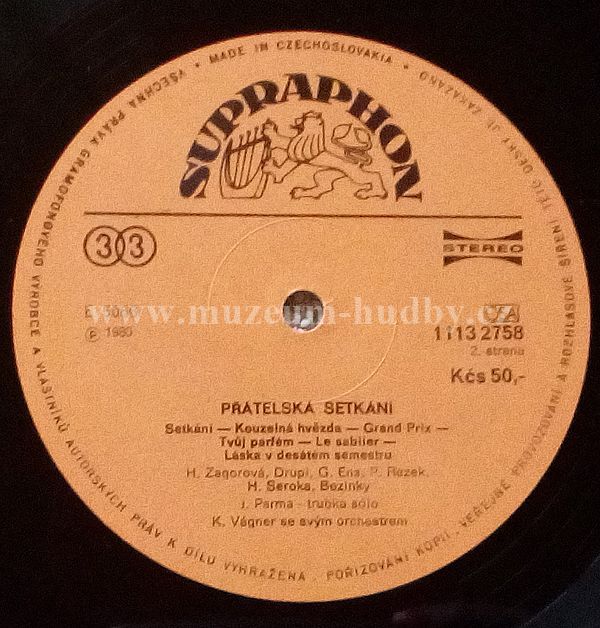 VŠECHNA PRÁVA GRAMOFONOVÉHO VÝROBCE A VLASTNÍKŮ AUTORSKÝCH PRÁV K DÍLU VYHRAŽENA . POŘIZOVÁNÍ KOPIÍ, VEŘEJNÉ PROVOZOVÁNÍ A ROZHLASOVÉ ŠÍŘENÍ TÉTO DESKY JE ZAKÁZÁNO
• MADE IN CZECHOSLOVAKIA •
SUPRAPHON
33
STEREO
www.muzeum-hudby.cz
℗ 1980
1113 2758
2. strana
Kčs 50,-
PŘÁTELSKÁ SETKÁNÍ
Setkání — Kouzelná hvězda — Grand Prix —
Tvůj parfém — Le sablier —
Láska v desátém semestru
H. Zagorová, Drupi, G. Ena, P. Rezek,
H. Seroka, Bezinky
J. Parma - trubka sólo
K. Vágner se svým orchestrem